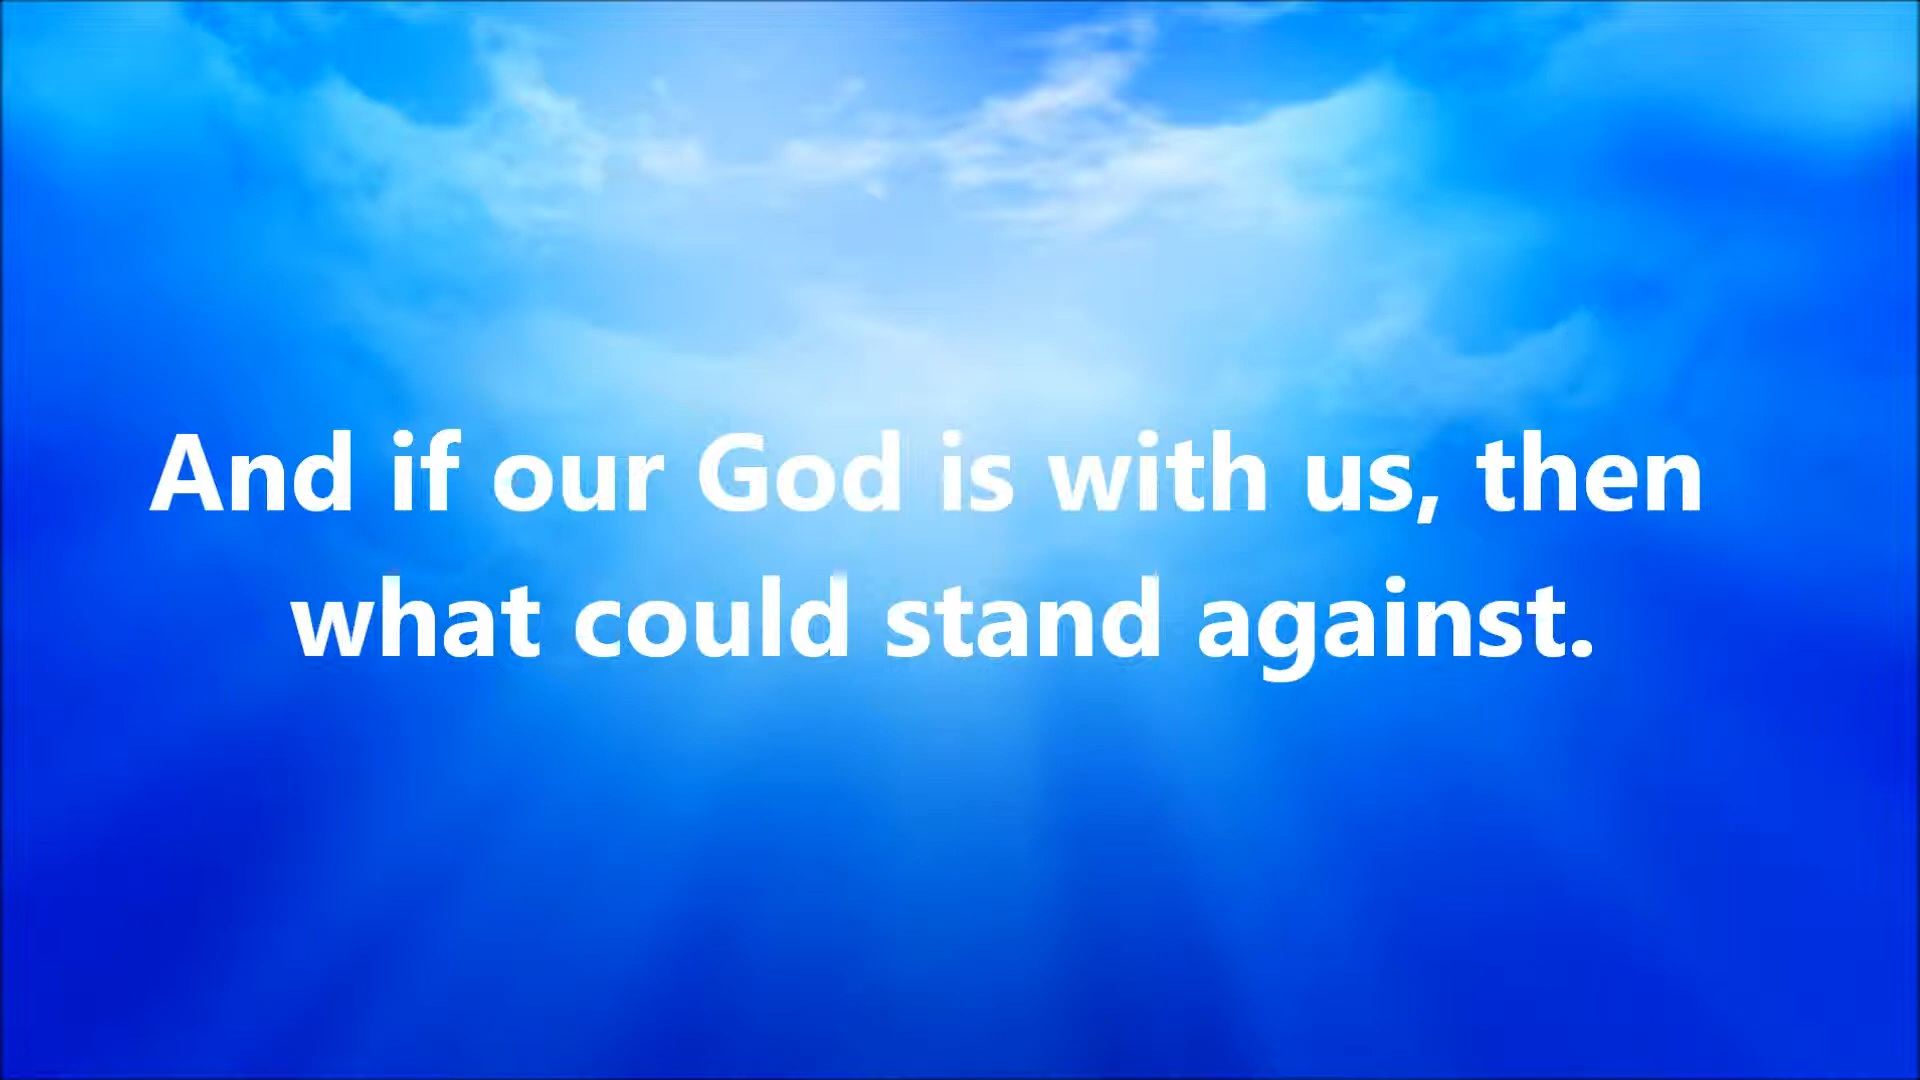 And if our God is with us, then
what could stand against.